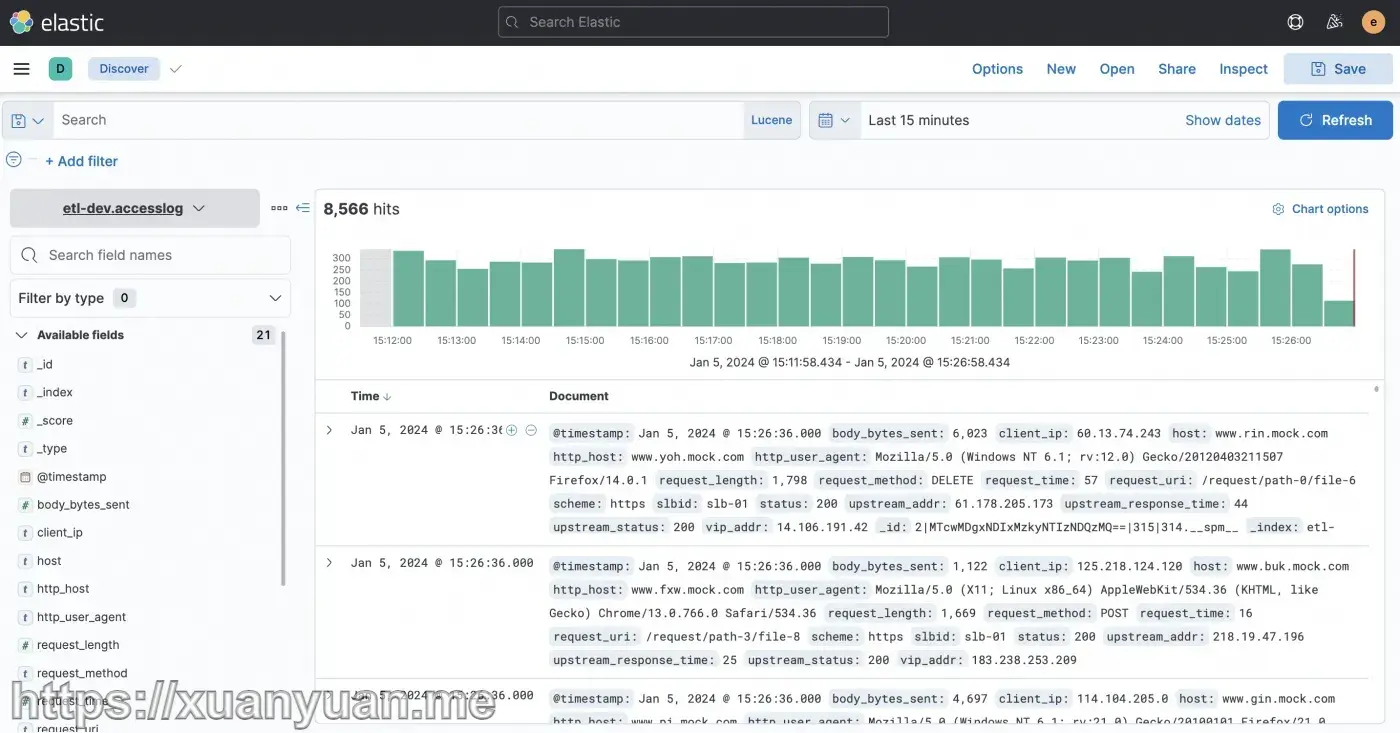 elastic
Search Elastic
e
D Discover Options New Open Share Inspect Save
Search Lucene Last 15 minutes Show dates Refresh
+ Add filter
etl-dev.accesslog
8,566 hits
Chart options
Search field names
Filter by type 0
Available fields 21
t _id
t _index
# _score
t _type
@timestamp
# body_bytes_sent
t client_ip
t host
t http_host
t http_user_agent
# request_length
t request_method
# request_time
t request_uri
300
250
200
150
100
50
0
15:12:00 15:13:00 15:14:00 15:15:00 15:16:00 15:17:00 15:18:00 15:19:00 15:20:00 15:21:00 15:22:00 15:23:00 15:24:00 15:25:00 15:26:00
Jan 5, 2024 @ 15:11:58.434 - Jan 5, 2024 @ 15:26:58.434
Time Document
Jan 5, 2024 @ 15:26:36
@timestamp: Jan 5, 2024 @ 15:26:36.000 body_bytes_sent: 6,023 client_ip: 60.13.74.243 host: www.rin.mock.com
http_host: www.yoh.mock.com http_user_agent: Mozilla/5.0 (Windows NT 6.1; rv:12.0) Gecko/20120403211507
Firefox/14.0.1 request_length: 1,798 request_method: DELETE request_time: 57 request_uri: /request/path-0/file-6
scheme: https slbid: slb-01 status: 200 upstream_addr: 61.178.205.173 upstream_response_time: 44
upstream_status: 200 vip_addr: 14.106.191.42 _id: 2|MTcwMDgxNDIxMzkyNTIzNDQzMQ==|315|314.__spm__ _index: etl-
Jan 5, 2024 @ 15:26:36.000
@timestamp: Jan 5, 2024 @ 15:26:36.000 body_bytes_sent: 1,122 client_ip: 125.218.124.120 host: www.buk.mock.com
http_host: www.fxw.mock.com http_user_agent: Mozilla/5.0 (X11; Linux x86_64) AppleWebKit/534.36 (KHTML, like
Gecko) Chrome/13.0.766.0 Safari/534.36 request_length: 1,669 request_method: POST request_time: 16
request_uri: /request/path-3/file-8 scheme: https slbid: slb-01 status: 200 upstream_addr: 218.19.47.196
upstream_response_time: 25 upstream_status: 200 vip_addr: 183.238.253.209
Jan 5, 2024 @ 15:26:36.000
@timestamp: Jan 5, 2024 @ 15:26:36.000 body_bytes_sent: 4,697 client_ip: 114.104.205.0 host: www.gin.mock.com
http_host: www.pi.mock.com http_user_agent: Mozilla/5.0 (Windows NT 6.1; rv:21.0) Gecko/20100101 Firefox/21.0
https://xuanyuan.me